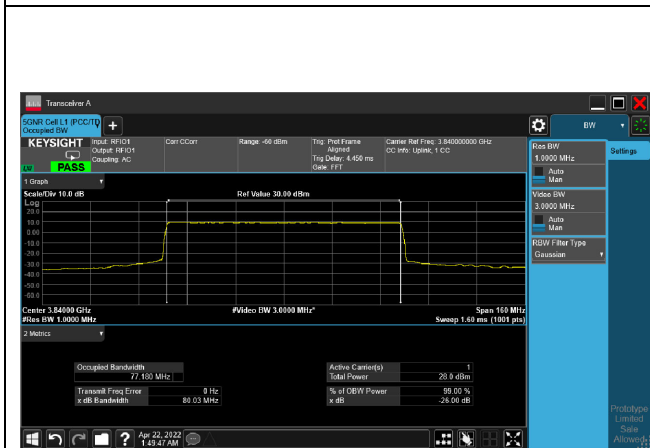 Transceiver A
5GNR Cell L1 (PCC/TD
Occupied BW
+
BW
KEYSIGHT
Input: RFIO1
Output: RFIO1
Coupling: AC
Corr CCorr
Range: -60 dBm
Trig: Prot Frame
Aligned
Trig Delay: 4.450 ms
Gate: FFT
Carrier Ref Freq: 3.840000000 GHz
CC Info: Uplink, 1 CC
PASS
1 Graph
Scale/Div 10.0 dB
Ref Value 30.00 dBm
Log
20.0
10.0
0.00
-10.0
-20.0
-30.0
-40.0
-50.0
-60.0
Center 3.84000 GHz
#Video BW 3.0000 MHz*
Span 160 MHz
#Res BW 1.0000 MHz
Sweep 1.60 ms (1001 pts)
2 Metrics
Occupied Bandwidth
77.180 MHz
Transmit Freq Error
0 Hz
x dB Bandwidth
80.03 MHz
Active Carrier(s)
1
Total Power
28.0 dBm
% of OBW Power
99.00 %
x dB
-26.00 dB
Res BW
1.0000 MHz
Auto
Man
Video BW
3.0000 MHz
Auto
Man
RBW Filter Type
Gaussian
Settings
Prototype
Limited
Sale
Allowed
?
Apr 22, 2022
1:49:47 AM